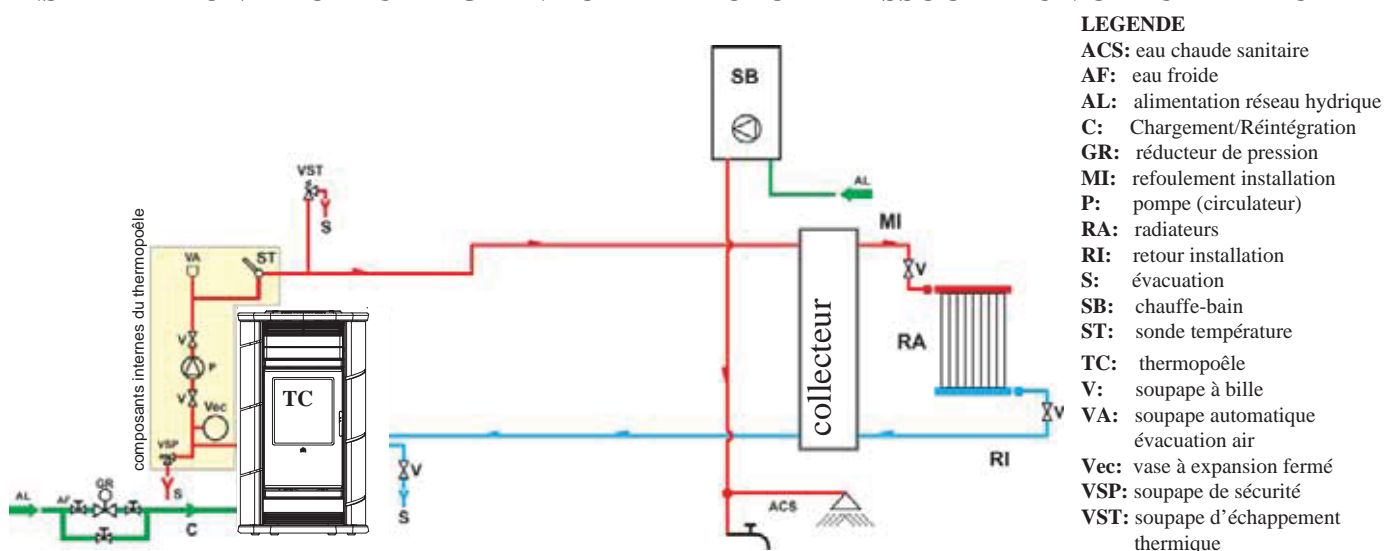 LEGENDE
ACS: eau chaude sanitaire
AF: eau froide
AL: alimentation réseau hydrique
C: Chargement/Réintégration
GR: réducteur de pression
MI: refoulement installation
P: pompe (circulateur)
RA: radiateurs
RI: retour installation
S: évacuation
SB: chauffe-bain
ST: sonde température
TC: thermopoêle
V: soupape à bille
VA: soupape automatique
évacuation air
Vec: vase à expansion fermé
VSP: soupape de sécurité
VST: soupape d'échappement
thermique
SB
AL
VST
S
composants internes du thermopoêle
VA
ST
MI
V
V
P
V
Vec
VSP
S
TC
collecteur
RA
V
RI
V
S
AL
AF
GR
C
ACS